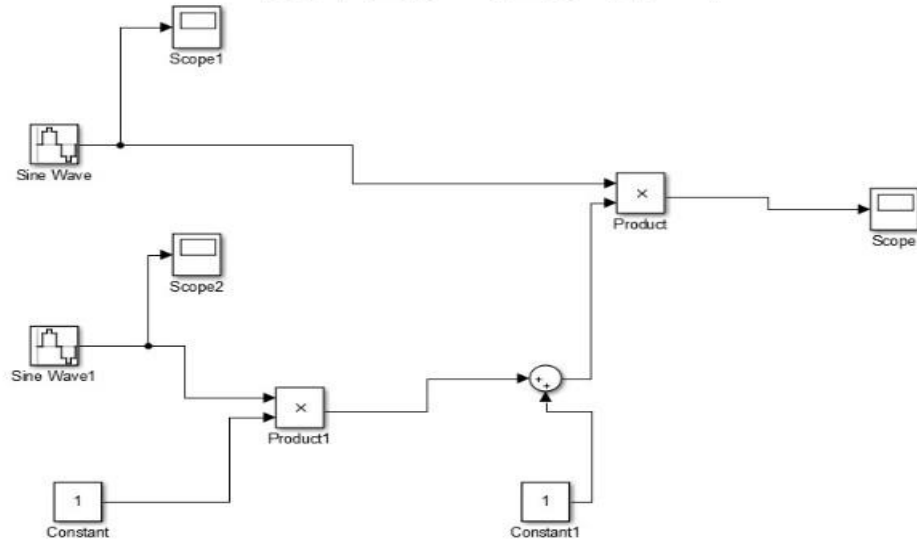 Scope1
Sine Wave
×
Product
Scope
Scope2
Sine Wave1
×
Product1
+
+
1
Constant
1
Constant1